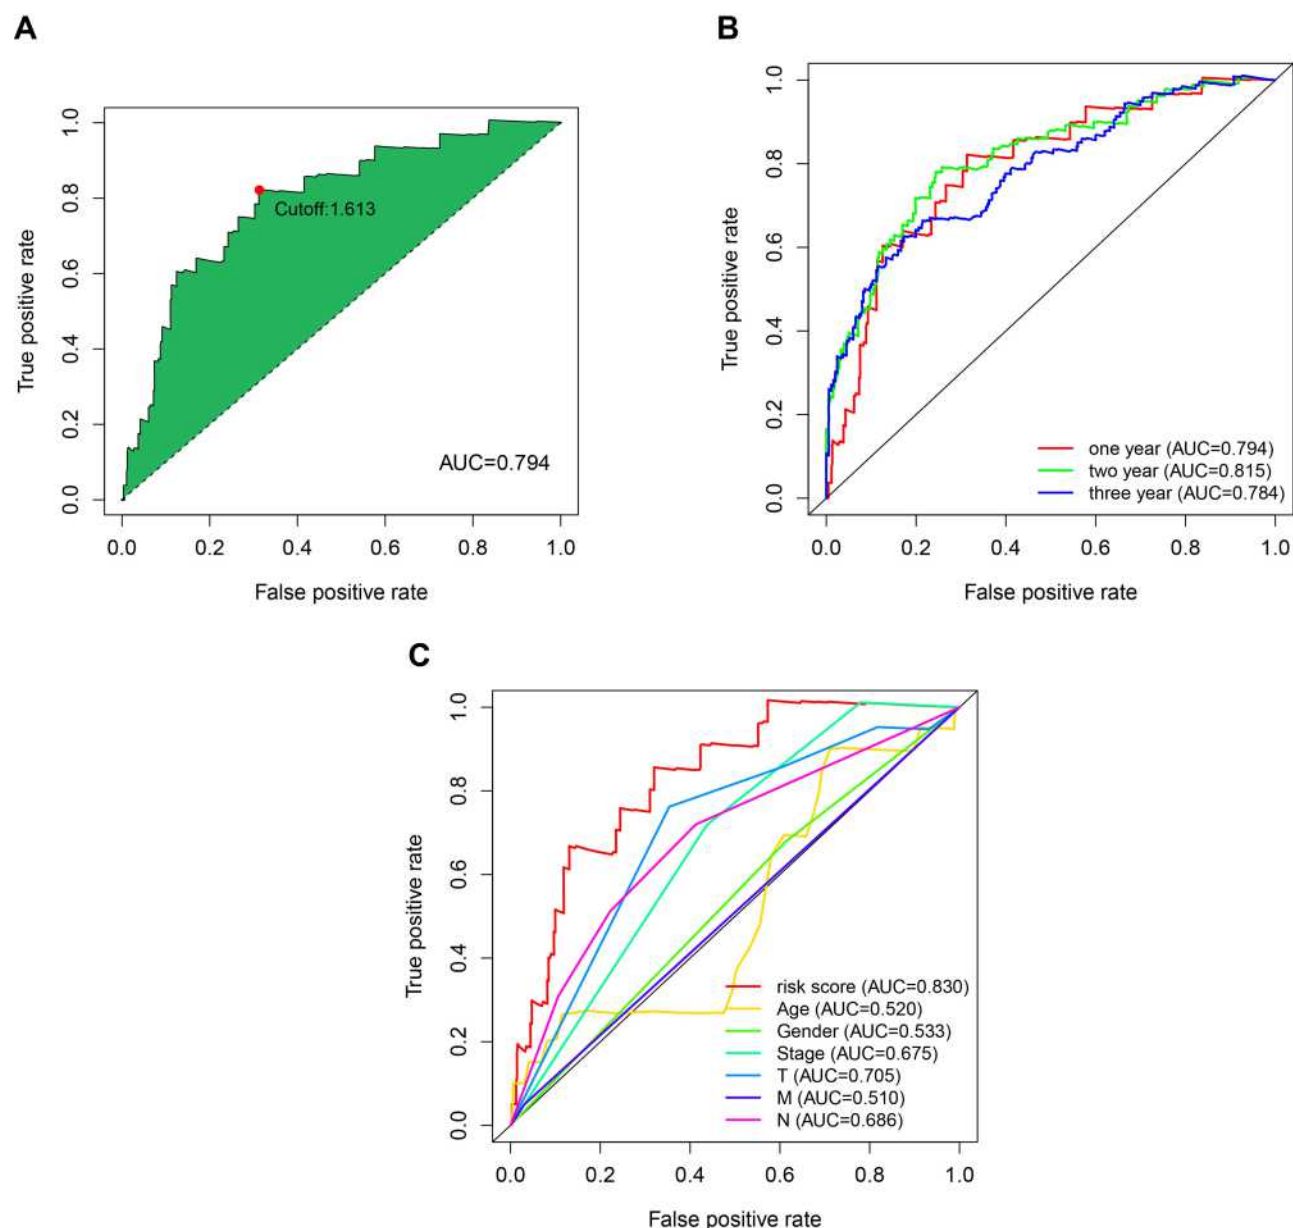 A
True positive rate
1.0
0.8
0.6
0.4
0.2
0.0
Cutoff:1.613
AUC=0.794
0.0 0.2 0.4 0.6 0.8 1.0
False positive rate
B
True positive rate
1.0
0.8
0.6
0.4
0.2
0.0
one year (AUC=0.794)
two year (AUC=0.815)
three year (AUC=0.784)
0.0 0.2 0.4 0.6 0.8 1.0
False positive rate
C
True positive rate
1.0
0.8
0.6
0.4
0.2
0.0
risk score (AUC=0.830)
Age (AUC=0.520)
Gender (AUC=0.533)
Stage (AUC=0.675)
T (AUC=0.705)
M (AUC=0.510)
N (AUC=0.686)
0.0 0.2 0.4 0.6 0.8 1.0
False positive rate